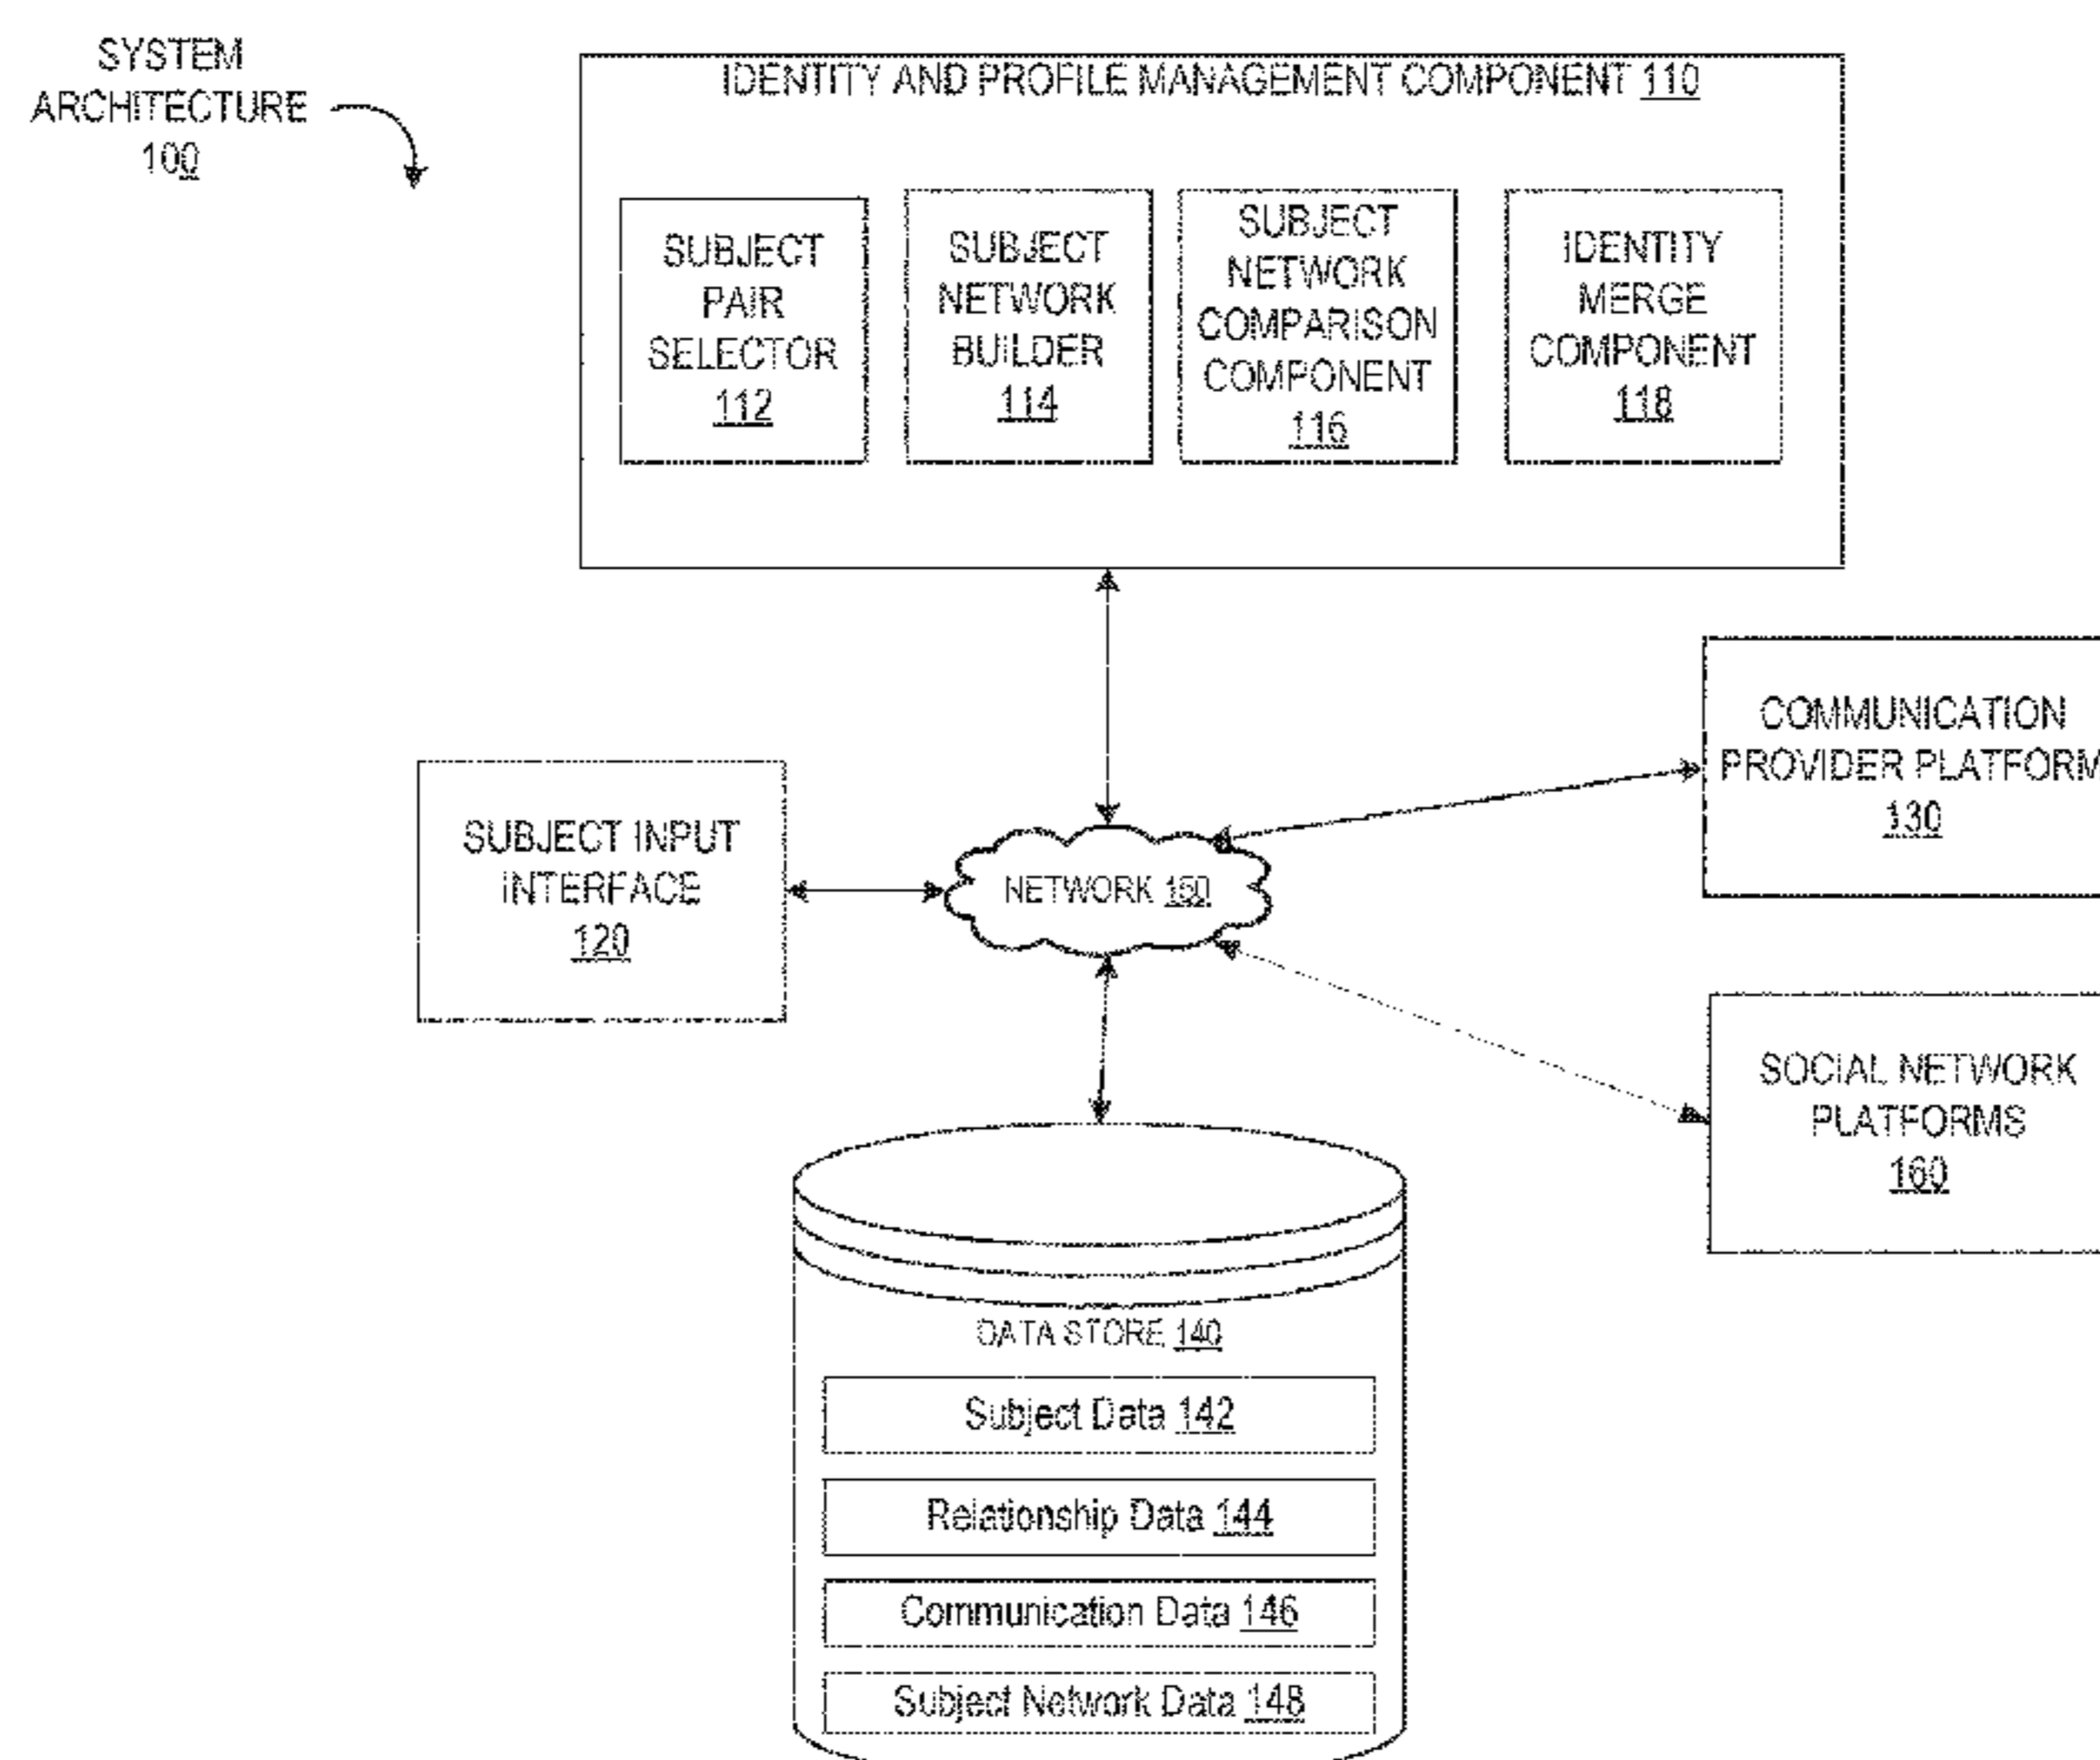 SYSTEM
ARCHITECTURE
100
IDENTITY AND PROFILE MANAGEMENT COMPONENT 110
SUBJECT
PAIR
SELECTOR
112
SUBJECT
NETWORK
BUILDER
114
SUBJECT
NETWORK
COMPARISON
COMPONENT
116
IDENTITY
MERGE
COMPONENT
118
COMMUNICATION
PROVIDER PLATFORM
130
SUBJECT INPUT
INTERFACE
120
NETWORK
SOCIAL NETWORK
PLATFORMS
160
DATA STORE 140
Subject Data 142
Relationship Data 144
Communication Data 146
Subject Network Data 148